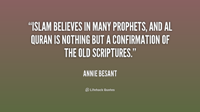 “ISLAM BELIEVES IN MANY PROPHETS, AND AL
QURAN IS NOTHING BUT A CONFIRMATION OF
THE OLD SCRIPTURES.”
ANNIE BESANT